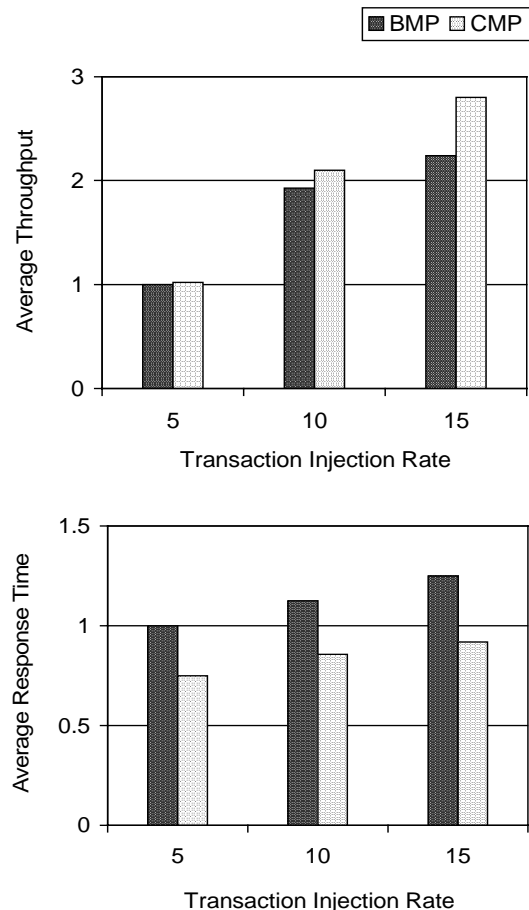 BMP CMP
3
2
1
0
Average Throughput
5 10 15
Transaction Injection Rate
1.5
1
0.5
0
Average Response Time
5 10 15
Transaction Injection Rate